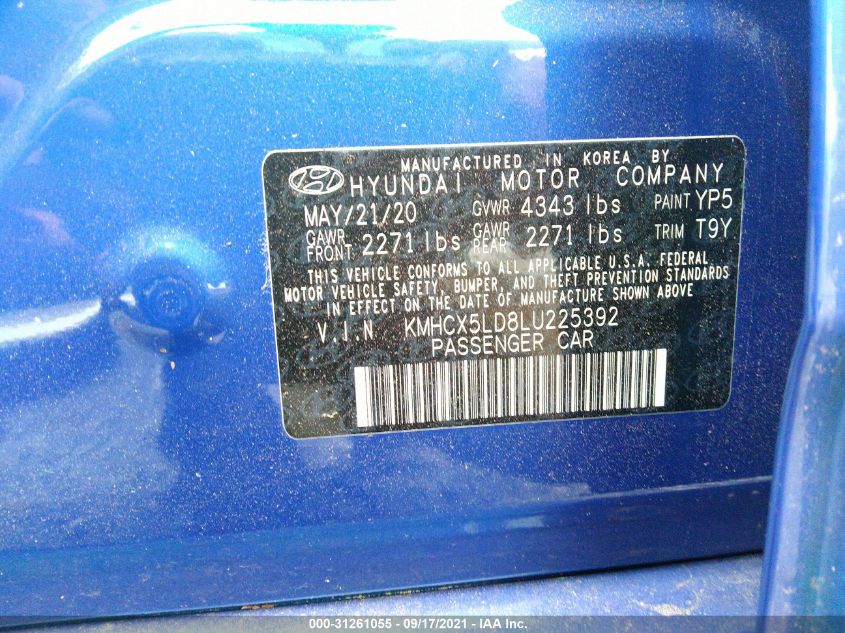 MANUFACTURED IN KOREA BY
HYUNDAI MOTOR COMPANY
MAY/21/20 GVWR 4343 lbs PAINT YP5
GAWR FRONT 2271 lbs GAWR REAR 2271 lbs TRIM T9Y
THIS VEHICLE CONFORMS TO ALL APPLICABLE U.S.A. FEDERAL
MOTOR VEHICLE SAFETY, BUMPER, AND THEFT PREVENTION STANDARDS
IN EFFECT ON THE DATE OF MANUFACTURE SHOWN ABOVE
V.I.N KMHCX5LD8LU225392
PASSENGER CAR
000-31261055 - 09/17/2021 - IAA Inc.